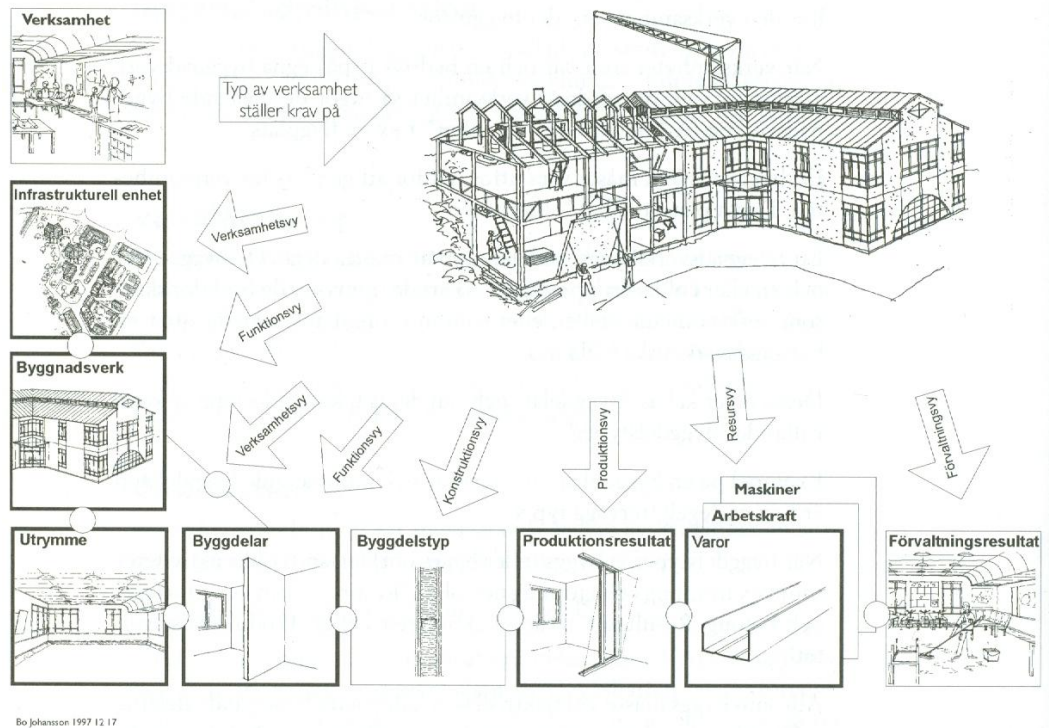 Verksamhet
Typ av verksamhet
ställer krav på
Infrastrukturell enhet
Verksamhetsvy
Funktionsvy
Byggnadsverk
Verksamhetsvy
Funktionsvy
Konstruktionsvy
Produktionsvy
Resursvy
Förvaltningsvy
Maskiner
Arbetskraft
Utrymme
Byggdelar
Byggdelstyp
Produktionsresultat
Varor
Förvaltningsresultat
Bo Johansson 1997 12 17